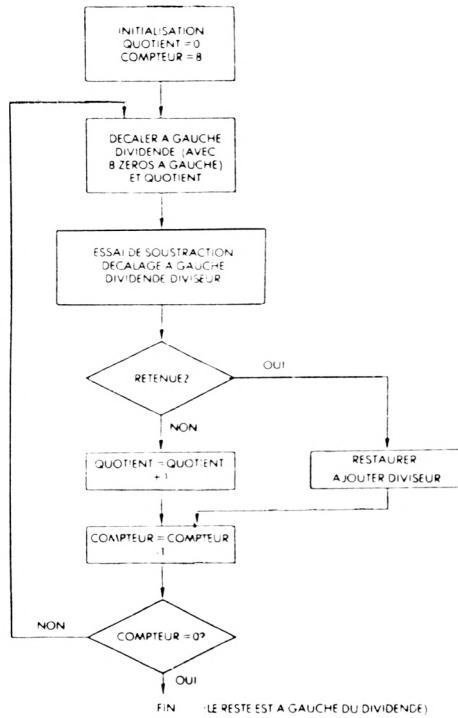 INITIALISATION
QUOTIENT = 0
COMPTEUR = 8
DECALER A GAUCHE
DIVIDENDE (AVEC
8 ZEROS A GAUCHE)
ET QUOTIENT
ESSAI DE SOUSTRACTION
DECALAGE A GAUCHE
DIVIDENDE DIVISEUR
RETENUE?
OUI
NON
QUOTIENT = QUOTIENT
+ 1
RESTAURER
AJOUTER DIVISEUR
COMPTEUR = COMPTEUR
-1
NON
COMPTEUR = 0?
OUI
FIN (LE RESTE EST A GAUCHE DU DIVIDENDE)